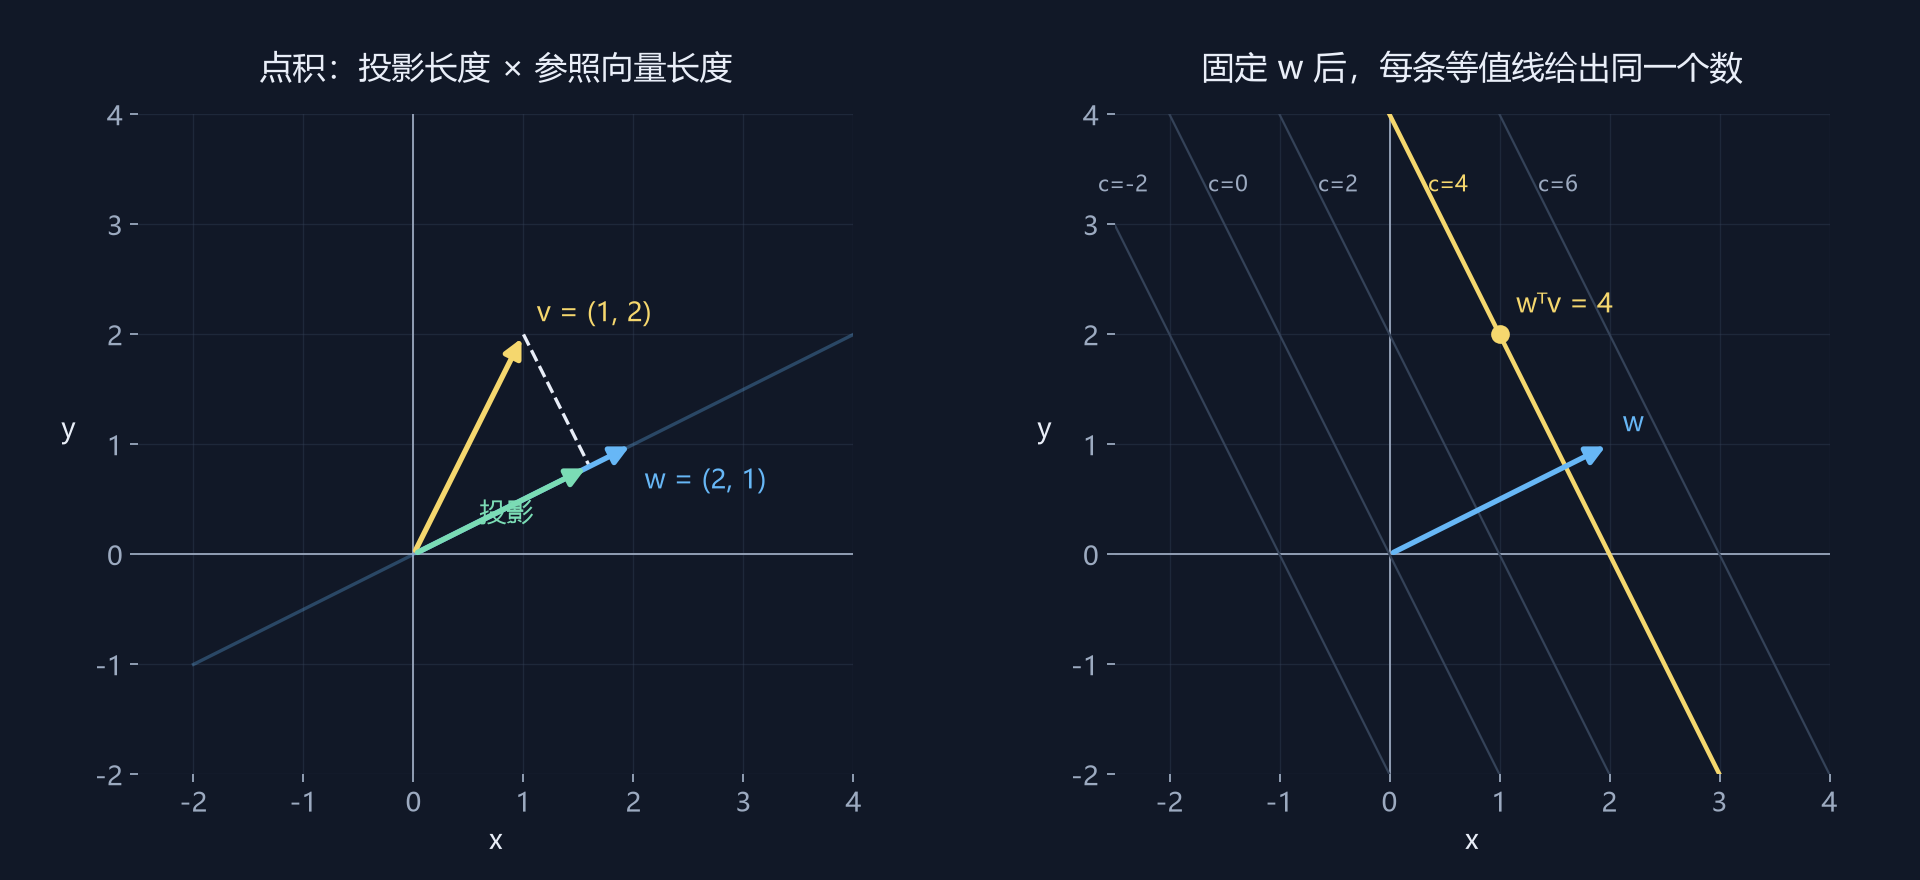 点积：投影长度 × 参照向量长度
4
3
v = (1, 2)
2
y
1
w = (2, 1)
投影
0
-1
-2
-2 -1 0 1 2 3 4
x
固定 w 后，每条等值线给出同一个数
4
c=-2 c=0 c=2 c=4 c=6
3
wᵀv = 4
2
w
y
1
0
-1
-2
-2 -1 0 1 2 3 4
x